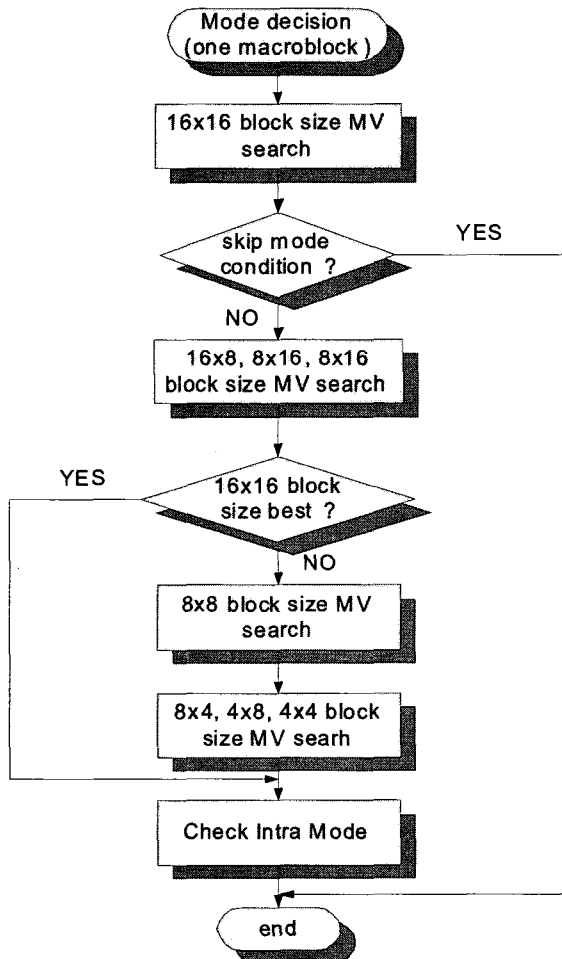 Mode decision
(one macroblock )
16x16 block size MV
search
skip mode
condition ?
YES
NO
16x8, 8x16, 8x16
block size MV search
YES
16x16 block
size best ?
NO
8x8 block size MV
search
8x4, 4x8, 4x4 block
size MV searh
Check Intra Mode
end